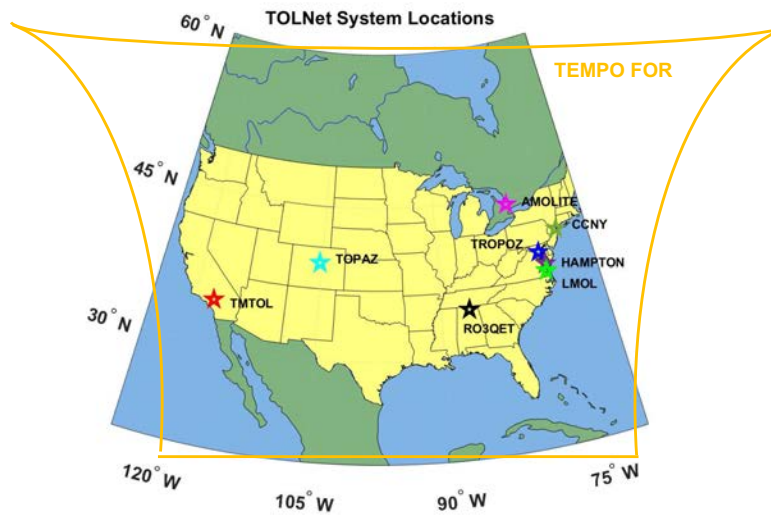 TOLNet System Locations
60° N
TEMPO FOR
45° N
AMOLITE
CCNY
TROPOZ
TOPAZ
HAMPTON
LMOL
TMTOL
30° N
RO3QET
120° W
105° W
90° W
75° W